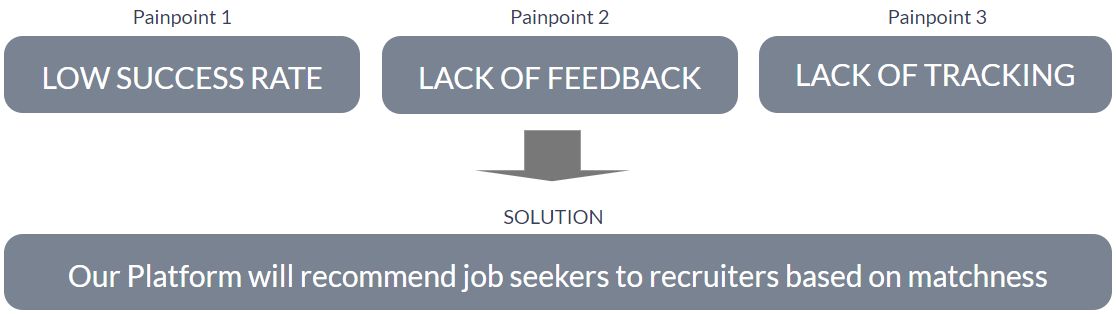 Painpoint 1
Painpoint 2
Painpoint 3
LOW SUCCESS RATE
LACK OF FEEDBACK
LACK OF TRACKING
SOLUTION
Our Platform will recommend job seekers to recruiters based on matchness